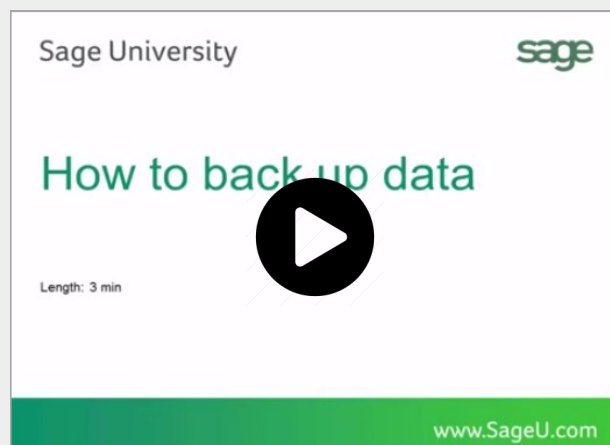 Sage University
sage
How to back up data
Length: 3 min
www.SageU.com